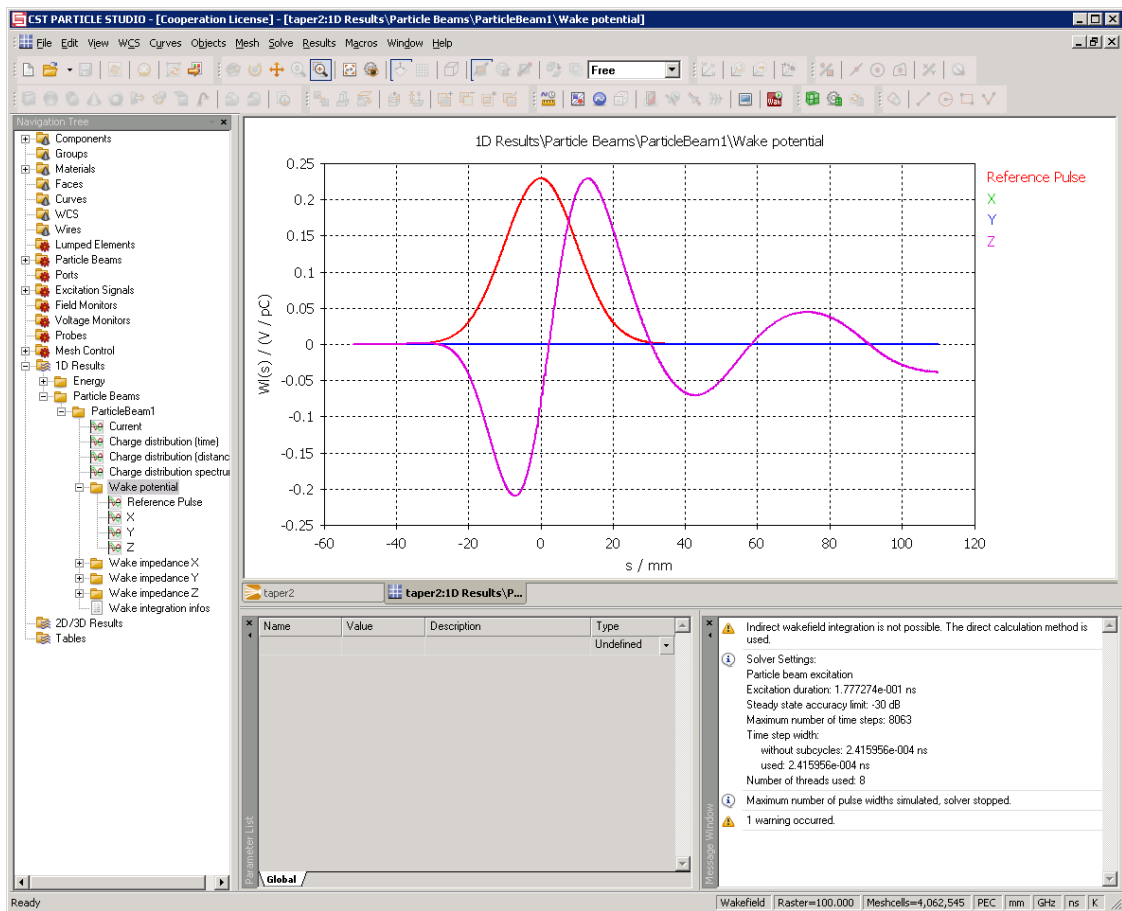 CST PARTICLE STUDIO - [Cooperation License] - [taper2:1D Results\Particle Beams\ParticleBeam1\Wake potential]
File Edit View WCS Curves Objects Mesh Solve Results Macros Window Help
Free
Navigation Tree
Components
Groups
Materials
Faces
Curves
WCS
Wires
Lumped Elements
Particle Beams
Ports
Excitation Signals
Field Monitors
Voltage Monitors
Probes
Mesh Control
1D Results
Energy
Particle Beams
ParticleBeam1
Current
Charge distribution (time)
Charge distribution (distanc
Charge distribution spectru
Wake potential
Reference Pulse
X
Y
Z
Wake impedance X
Wake impedance Y
Wake impedance Z
Wake integration infos
2D/3D Results
Tables
1D Results\Particle Beams\ParticleBeam1\Wake potential
0.25
0.2
0.15
0.1
0.05
0
-0.05
-0.1
-0.15
-0.2
-0.25
Wl(s) / (V / pC)
-60 -40 -20 0 20 40 60 80 100 120
s / mm
Reference Pulse
X
Y
Z
taper2
taper2:1D Results\P...
Parameter List
Name Value Description Type
Undefined
Global
Message Window
Indirect wakefield integration is not possible. The direct calculation method is
used.
Solver Settings:
Particle beam excitation
Excitation duration: 1.777274e-001 ns
Steady state accuracy limit: -30 dB
Maximum number of time steps: 8063
Time step width:
without subcycles: 2.415956e-004 ns
used: 2.415956e-004 ns
Number of threads used: 8
Maximum number of pulse widths simulated, solver stopped.
1 warning occurred.
Ready
Wakefield Raster=100.000 Meshcells=4,062,545 PEC mm GHz ns K